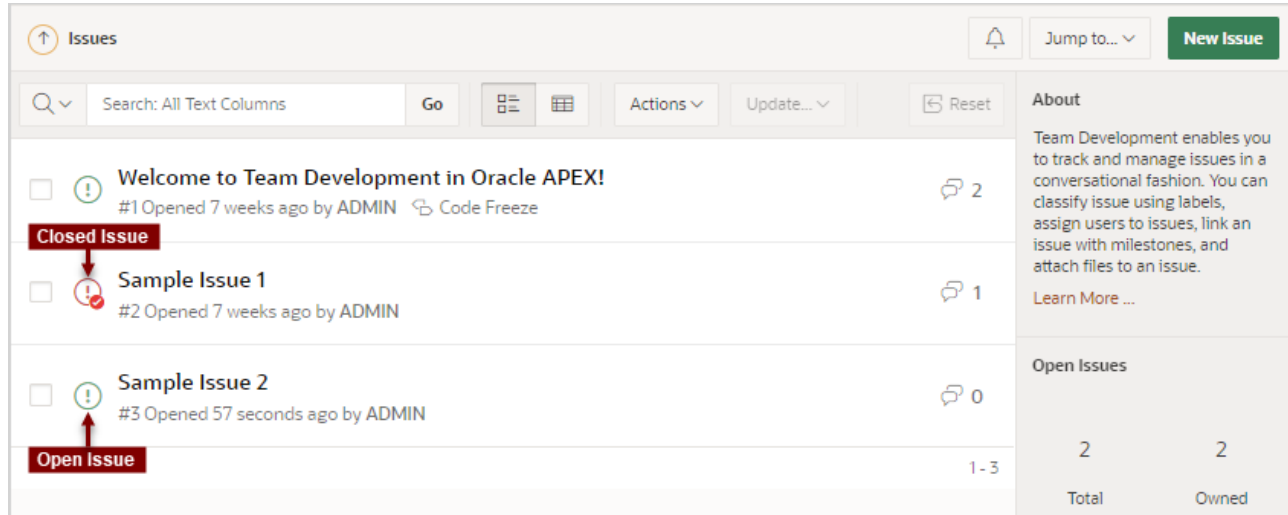 Issues
Jump to...
New Issue
Search: All Text Columns
Go
Actions
Update...
Reset
Welcome to Team Development in Oracle APEX!
#1 Opened 7 weeks ago by ADMIN Code Freeze
2
Closed Issue
Sample Issue 1
#2 Opened 7 weeks ago by ADMIN
1
Sample Issue 2
#3 Opened 57 seconds ago by ADMIN
0
Open Issue
1 - 3
About
Team Development enables you
to track and manage issues in a
conversational fashion. You can
classify issue using labels,
assign users to issues, link an
issue with milestones, and
attach files to an issue.
Learn More ...
Open Issues
2 2
Total Owned